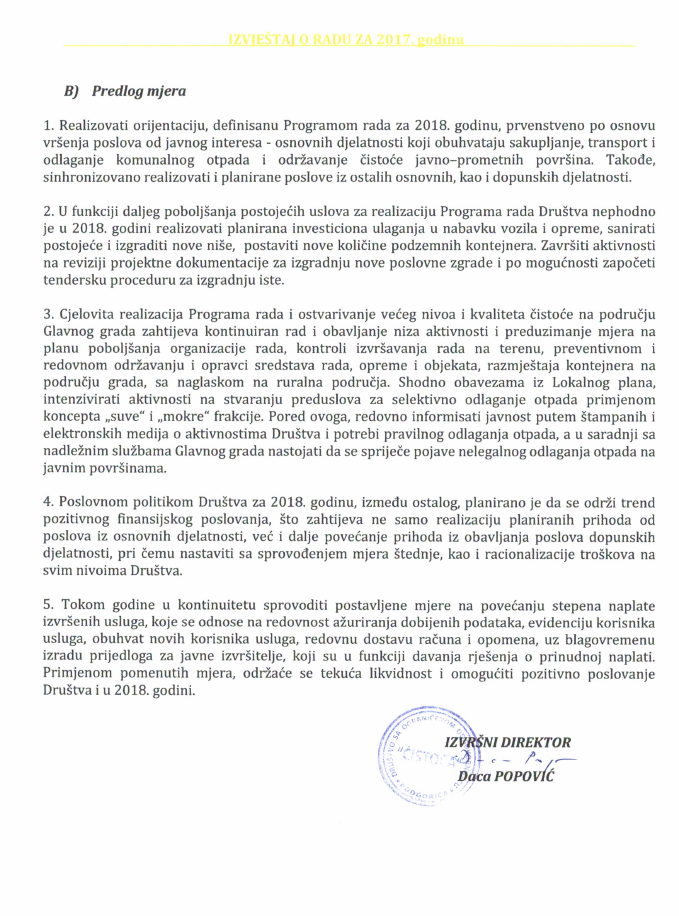 IZVJEŠTAJ O RADU ZA 2017. godinu
B) Predlog mjera
1. Realizovati orijentaciju, definisanu Programom rada za 2018. godinu, prvenstveno po osnovu
vršenja poslova od javnog interesa - osnovnih djelatnosti koji obuhvataju sakupljanje, transport i
odlaganje komunalnog otpada i održavanje čistoće javno–prometnih površina. Takođe,
sinhronizovano realizovati i planirane poslove iz ostalih osnovnih, kao i dopunskih djelatnosti.
2. U funkciji daljeg poboljšanja postojećih uslova za realizaciju Programa rada Društva nephodno
je u 2018. godini realizovati planirana investiciona ulaganja u nabavku vozila i opreme, sanirati
postojeće i izgraditi nove niše, postaviti nove količine podzemnih kontejnera. Završiti aktivnosti
na reviziji projektne dokumentacije za izgradnju nove poslovne zgrade i po mogućnosti započeti
tendersku proceduru za izgradnju iste.
3. Cjelovita realizacija Programa rada i ostvarivanje većeg nivoa i kvaliteta čistoće na području
Glavnog grada zahtijeva kontinuiran rad i obavljanje niza aktivnosti i preduzimanje mjera na
planu poboljšanja organizacije rada, kontroli izvršavanja rada na terenu, preventivnom i
redovnom održavanju i opravci sredstava rada, opreme i objekata, razmještaja kontejnera na
području grada, sa naglaskom na ruralna područja. Shodno obavezama iz Lokalnog plana,
intenzivirati aktivnosti na stvaranju preduslova za selektivno odlaganje otpada primjenom
koncepta „suve“ i „mokre“ frakcije. Pored ovoga, redovno informisati javnost putem štampanih i
elektronskih medija o aktivnostima Društva i potrebi pravilnog odlaganja otpada, a u saradnji sa
nadležnim službama Glavnog grada nastojati da se spriječe pojave nelegalnog odlaganja otpada na
javnim površinama.
4. Poslovnom politikom Društva za 2018. godinu, između ostalog, planirano je da se održi trend
pozitivnog finansijskog poslovanja, što zahtijeva ne samo realizaciju planiranih prihoda od
poslova iz osnovnih djelatnosti, već i dalje povećanje prihoda iz obavljanja poslova dopunskih
djelatnosti, pri čemu nastaviti sa sprovođenjem mjera štednje, kao i racionalizacije troškova na
svim nivoima Društva.
5. Tokom godine u kontinuitetu sprovoditi postavljene mjere na povećanju stepena naplate
izvršenih usluga, koje se odnose na redovnost ažuriranja dobijenih podataka, evidenciju korisnika
usluga, obuhvat novih korisnika usluga, redovnu dostavu računa i opomena, uz blagovremenu
izradu prijedloga za javne izvršitelje, koji su u funkciji davanja rješenja o prinudnoj naplati.
Primjenom pomenutih mjera, održaće se tekuća likvidnost i omogućiti pozitivno poslovanje
Društva i u 2018. godini.
DRUŠTVO SA OGRANIČENOM
ČISTOĆA
PODGORICA
IZVRŠNI DIREKTOR
Daca POPOVIĆ